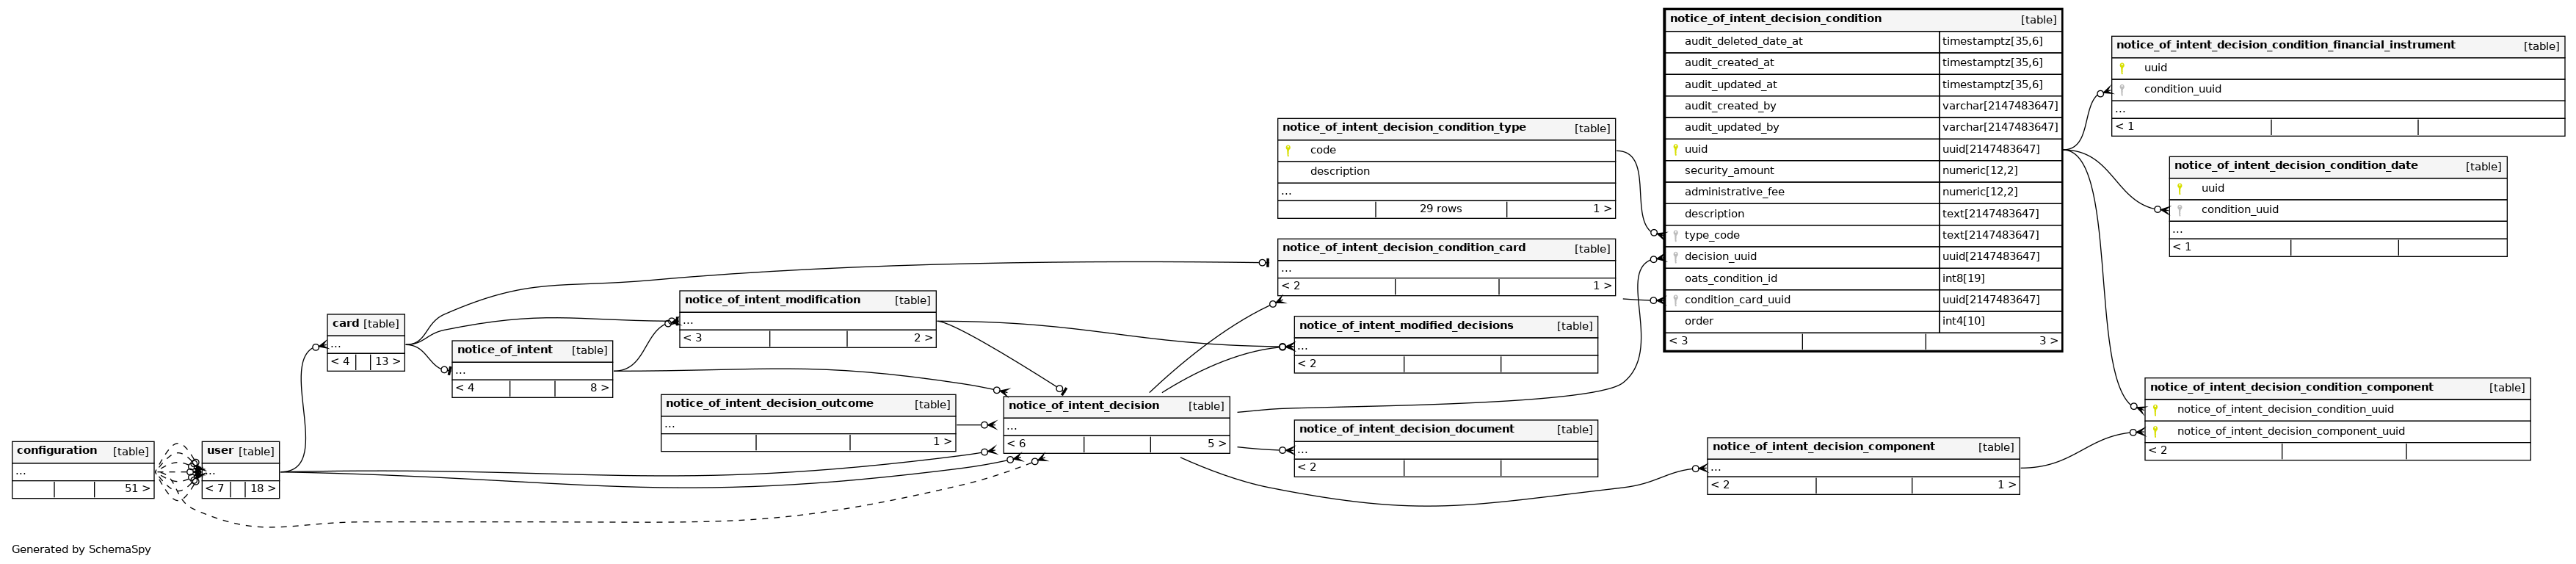 notice_of_intent_decision_condition [table]
audit_deleted_date_at timestamptz[35,6]
audit_created_at timestamptz[35,6]
audit_updated_at timestamptz[35,6]
audit_created_by varchar[2147483647]
audit_updated_by varchar[2147483647]
uuid uuid[2147483647]
security_amount numeric[12,2]
administrative_fee numeric[12,2]
description text[2147483647]
type_code text[2147483647]
decision_uuid uuid[2147483647]
oats_condition_id int8[19]
condition_card_uuid uuid[2147483647]
order int4[10]
< 3 3 >
notice_of_intent_decision_condition_financial_instrument [table]
uuid
condition_uuid
...
< 1
notice_of_intent_decision_condition_type [table]
code
description
...
29 rows 1 >
notice_of_intent_decision_condition_date [table]
uuid
condition_uuid
...
< 1
notice_of_intent_decision_condition_card [table]
...
< 2 1 >
notice_of_intent_modification [table]
...
< 3 2 >
card [table]
...
< 4 13 >
notice_of_intent_modified_decisions [table]
...
< 2
notice_of_intent [table]
...
< 4 8 >
notice_of_intent_decision_condition_component [table]
notice_of_intent_decision_condition_uuid
notice_of_intent_decision_component_uuid
< 2
notice_of_intent_decision_outcome [table]
...
1 >
notice_of_intent_decision [table]
...
< 6 5 >
notice_of_intent_decision_document [table]
...
< 2
notice_of_intent_decision_component [table]
...
< 2 1 >
configuration [table]
...
51 >
user [table]
...
< 7 18 >
Generated by SchemaSpy